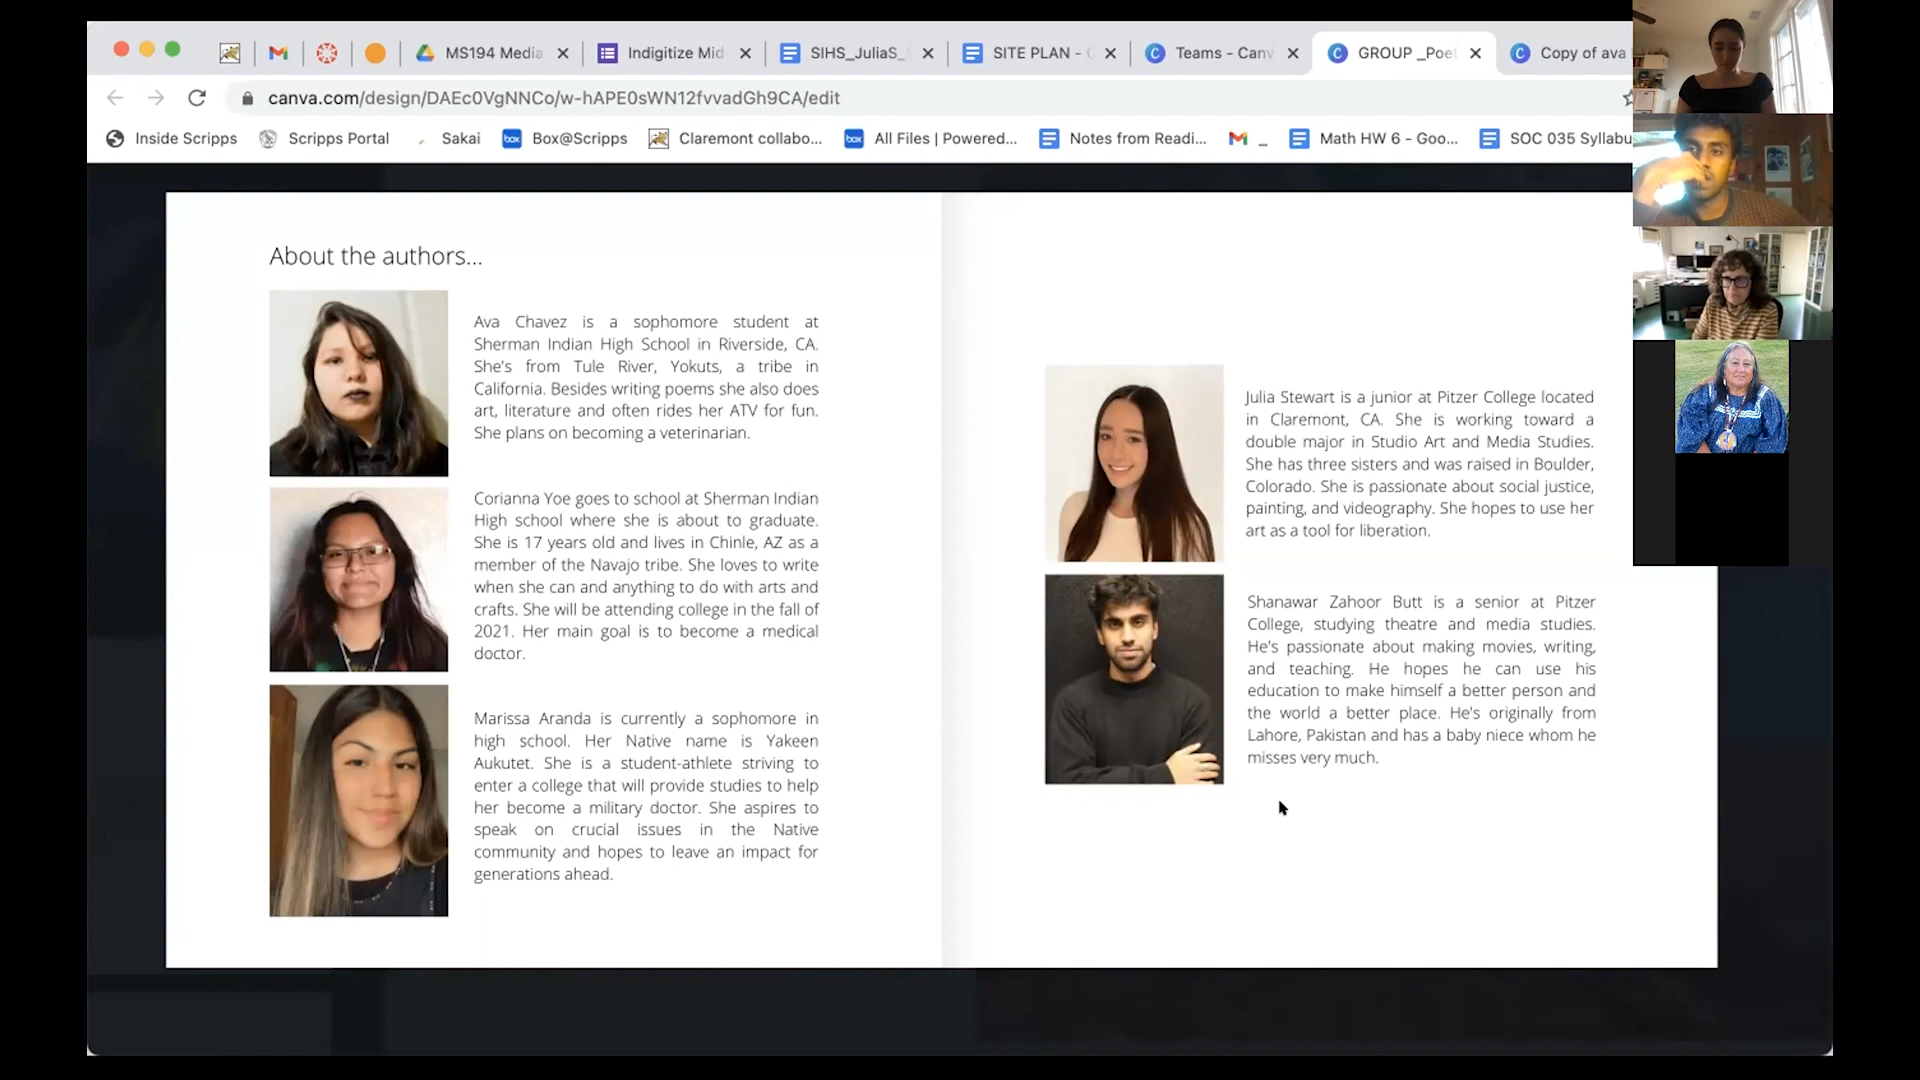 MS194 Media
Indigitize Mid-
SIHS_JuliaS_
SITE PLAN -
Teams - Canv
GROUP _Poet
Copy of ava
canva.com/design/DAEc0VgNNCo/w-hAPE0sWN12fvvadGh9CA/edit
Inside Scripps
Scripps Portal
Sakai
box
Box@Scripps
Claremont collabo...
box
All Files | Powered...
Notes from Readi...
_
Math HW 6 - Goo...
SOC 035 Syllabu
About the authors...
Ava Chavez is a sophomore student at
Sherman Indian High School in Riverside, CA.
She's from Tule River, Yokuts, a tribe in
California. Besides writing poems she also does
art, literature and often rides her ATV for fun.
She plans on becoming a veterinarian.
Corianna Yoe goes to school at Sherman Indian
High school where she is about to graduate.
She is 17 years old and lives in Chinle, AZ as a
member of the Navajo tribe. She loves to write
when she can and anything to do with arts and
crafts. She will be attending college in the fall of
2021. Her main goal is to become a medical
doctor.
Marissa Aranda is currently a sophomore in
high school. Her Native name is Yakeen
Aukutet. She is a student-athlete striving to
enter a college that will provide studies to help
her become a military doctor. She aspires to
speak on crucial issues in the Native
community and hopes to leave an impact for
generations ahead.
Julia Stewart is a junior at Pitzer College located
in Claremont, CA. She is working toward a
double major in Studio Art and Media Studies.
She has three sisters and was raised in Boulder,
Colorado. She is passionate about social justice,
painting, and videography. She hopes to use her
art as a tool for liberation.
Shanawar Zahoor Butt is a senior at Pitzer
College, studying theatre and media studies.
He's passionate about making movies, writing,
and teaching. He hopes he can use his
education to make himself a better person and
the world a better place. He's originally from
Lahore, Pakistan and has a baby niece whom he
misses very much.